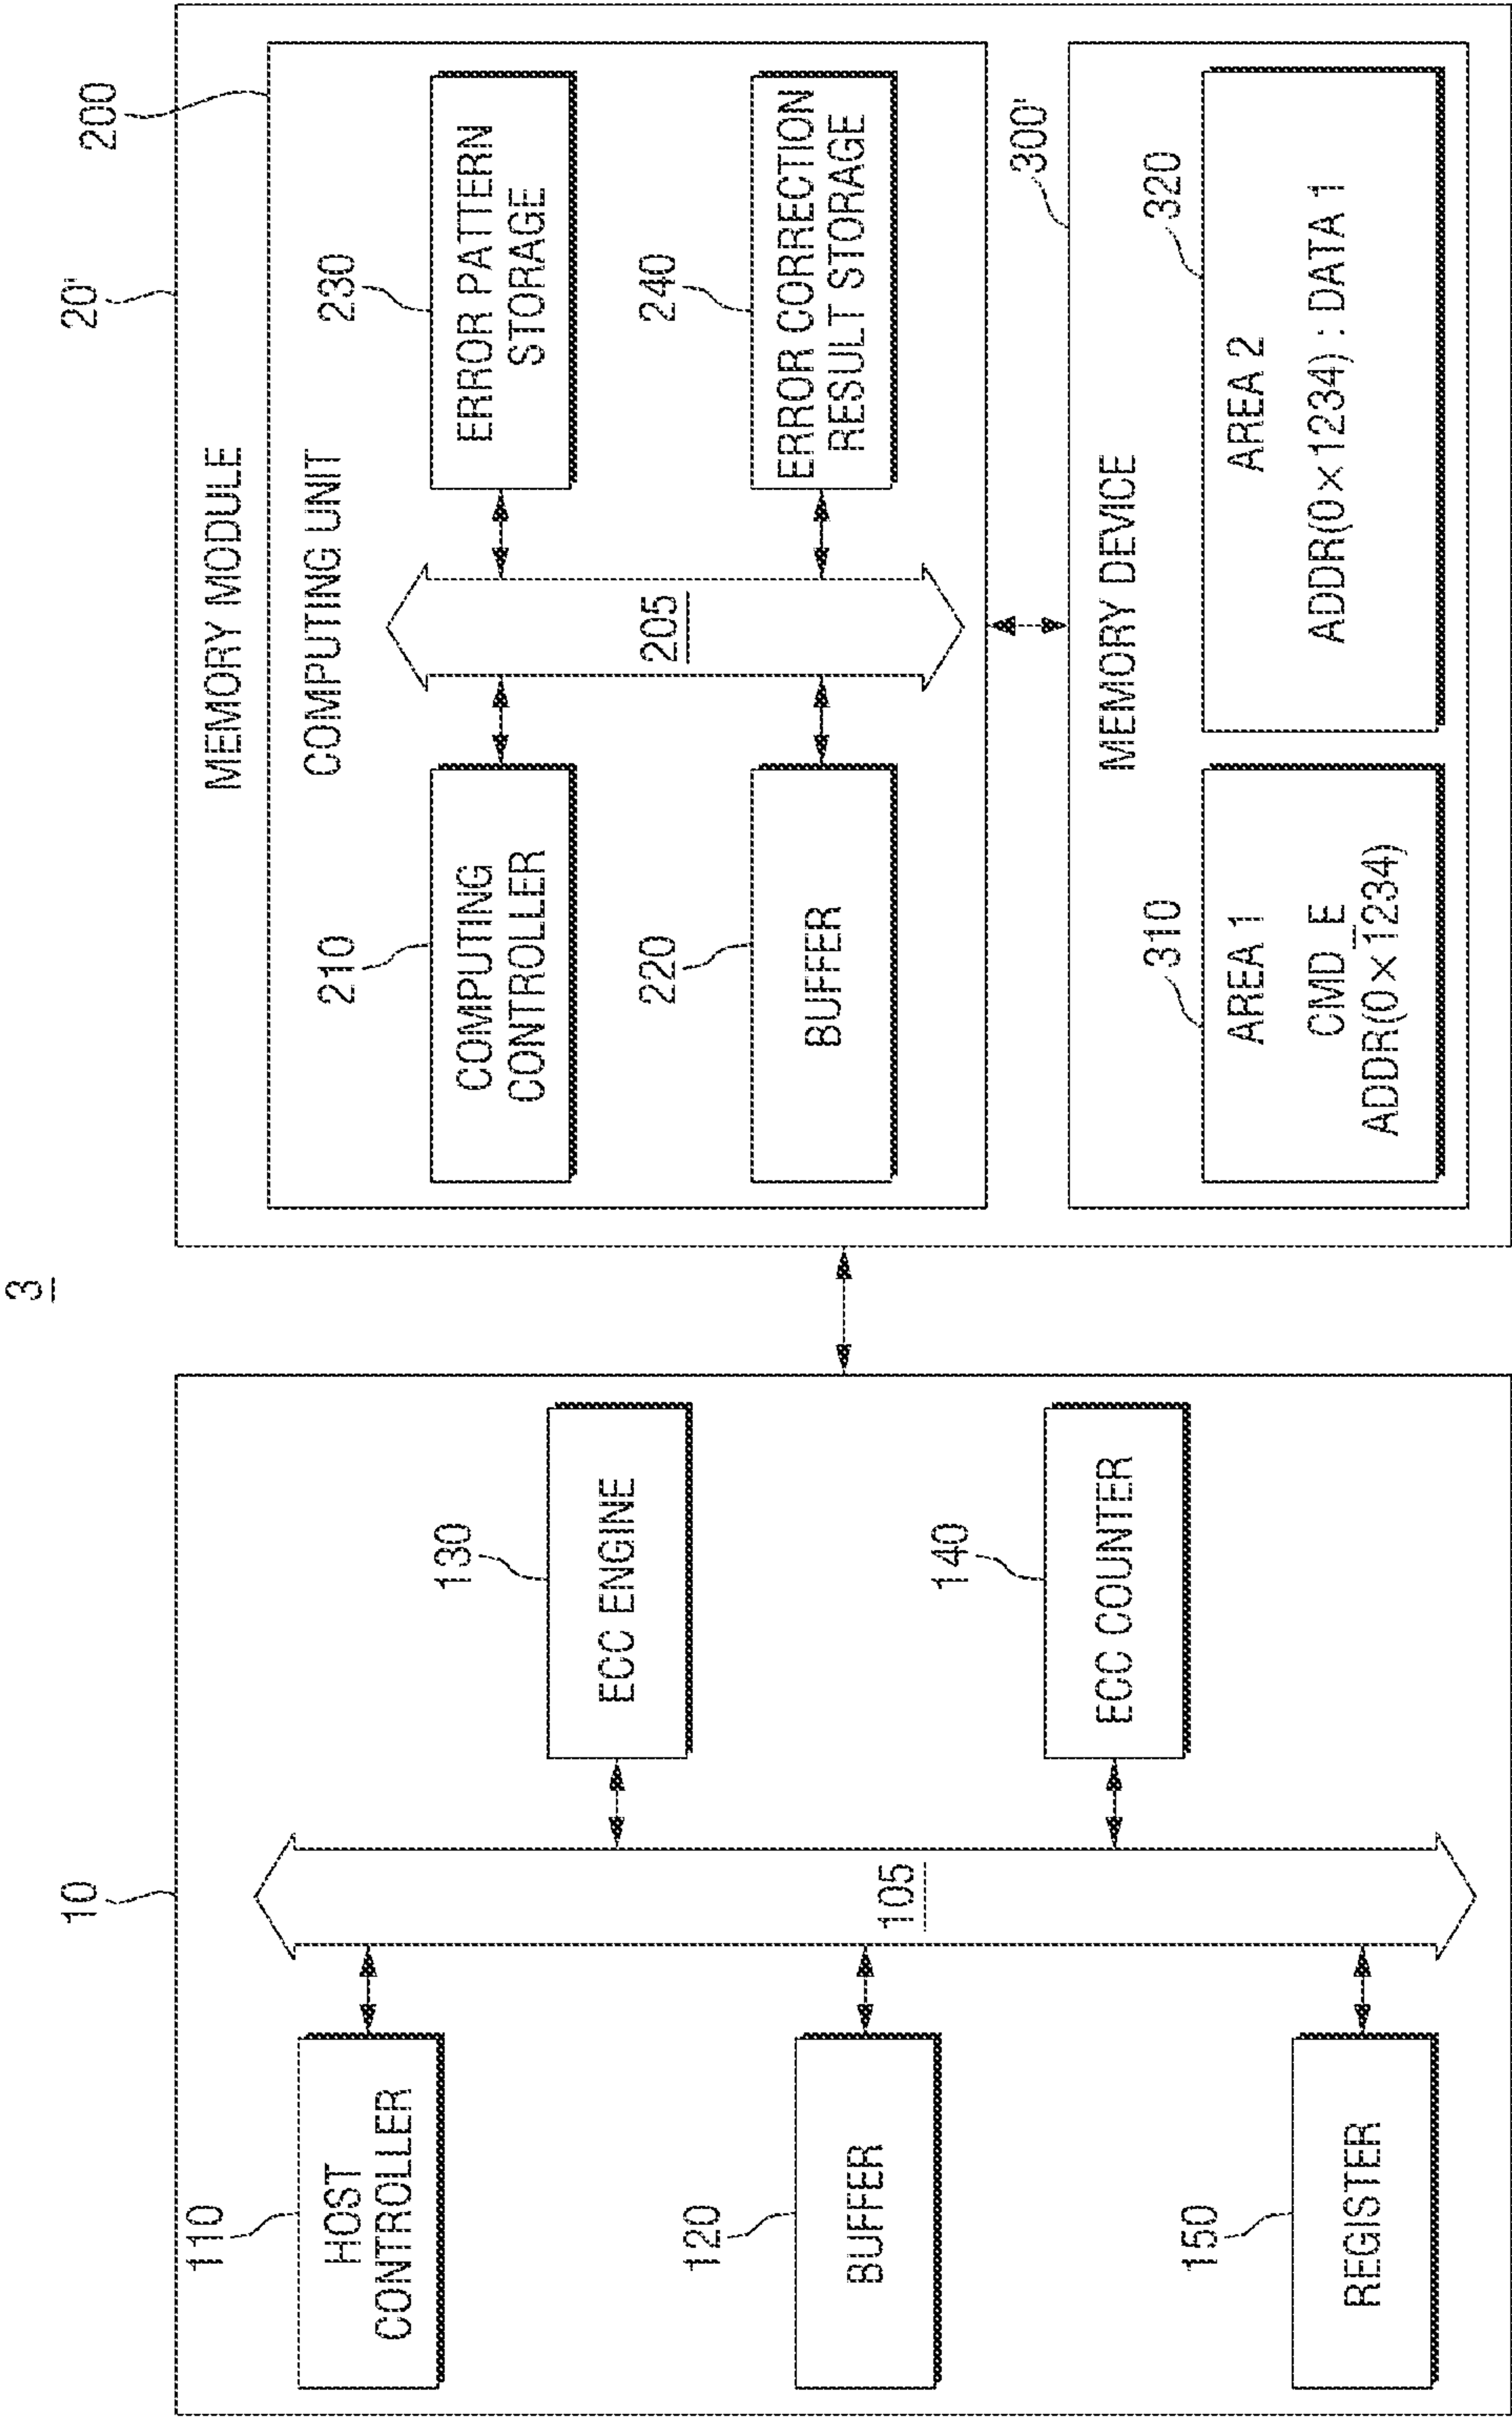 3
10
110
HOST
CONTROLLER
120
BUFFER
150
REGISTER
105
130
ECC ENGINE
140
ECC COUNTER
20'
MEMORY MODULE
200
COMPUTING UNIT
210
COMPUTING
CONTROLLER
220
BUFFER
205
230
ERROR PATTERN
STORAGE
240
ERROR CORRECTION
RESULT STORAGE
300'
MEMORY DEVICE
310
AREA 1
CMD_E
ADDR(0×1234)
320
AREA 2
ADDR(0×1234) : DATA 1